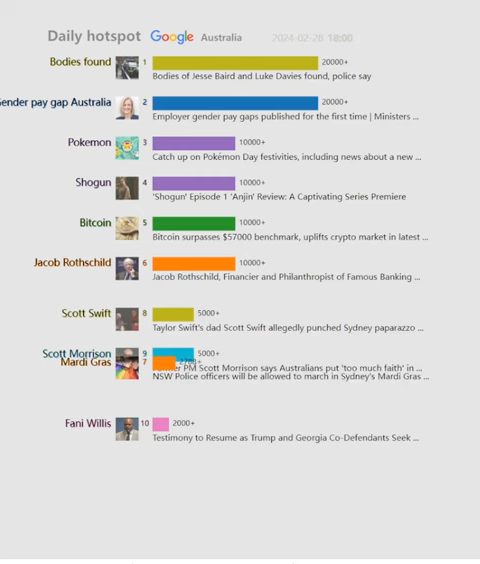 Daily hotspot Google Australia 2024-02-28 18:00
Bodies found 1 20000+
Bodies of Jesse Baird and Luke Davies found, police say
Gender pay gap Australia 2 20000+
Employer gender pay gaps published for the first time | Ministers ...
Pokemon 3 10000+
Catch up on Pokémon Day festivities, including news about a new ...
Shogun 4 10000+
'Shogun' Episode 1 'Anjin' Review: A Captivating Series Premiere
Bitcoin 5 10000+
Bitcoin surpasses $57000 benchmark, uplifts crypto market in latest ...
Jacob Rothschild 6 10000+
Jacob Rothschild, Financier and Philanthropist of Famous Banking ...
Scott Swift 8 5000+
Taylor Swift's dad Scott Swift allegedly punched Sydney paparazzo ...
Scott Morrison 9 5000+
Mardi Gras 7
PM Scott Morrison says Australians put 'too much faith' in ...
NSW Police officers will be allowed to march in Sydney's Mardi Gras ...
Fani Willis 10 2000+
Testimony to Resume as Trump and Georgia Co-Defendants Seek ...